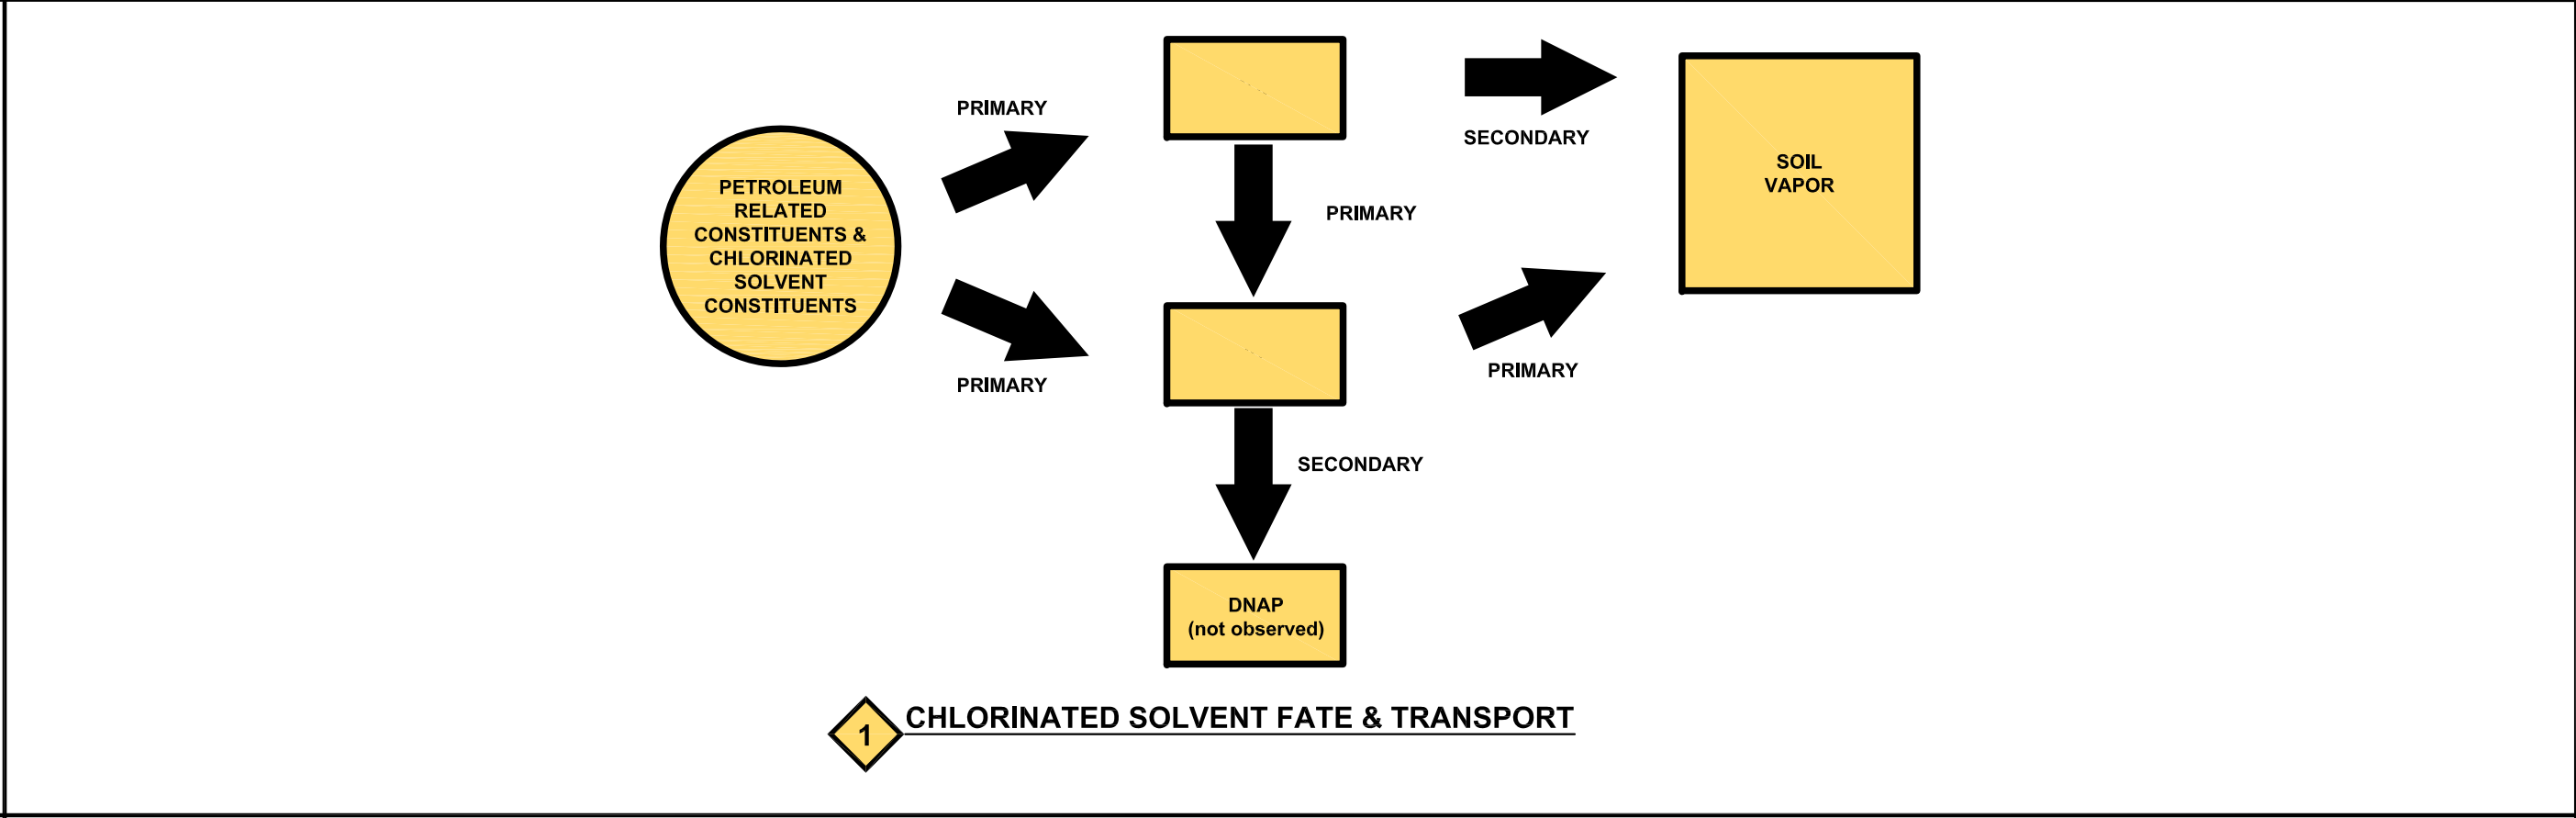 PRIMARY
SECONDARY
PETROLEUM
RELATED
CONSTITUENTS &
CHLORINATED
SOLVENT
CONSTITUENTS
SOIL
VAPOR
PRIMARY
PRIMARY
PRIMARY
SECONDARY
DNAP
(not observed)
1
CHLORINATED SOLVENT FATE & TRANSPORT